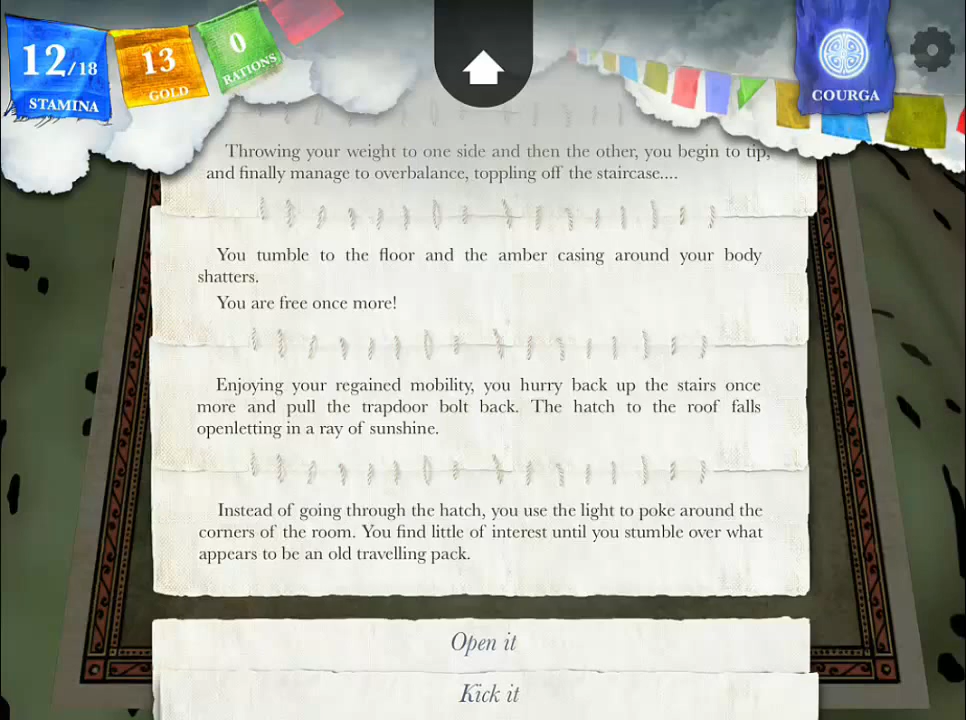 12/18
STAMINA
13
GOLD
0
RATIONS
COURGA
Throwing your weight to one side and then the other, you begin to tip,
and finally manage to overbalance, toppling off the staircase....
You tumble to the floor and the amber casing around your body
shatters.
You are free once more!
Enjoying your regained mobility, you hurry back up the stairs once
more and pull the trapdoor bolt back. The hatch to the roof falls
openletting in a ray of sunshine.
Instead of going through the hatch, you use the light to poke around the
corners of the room. You find little of interest until you stumble over what
appears to be an old travelling pack.
Open it
Kick it